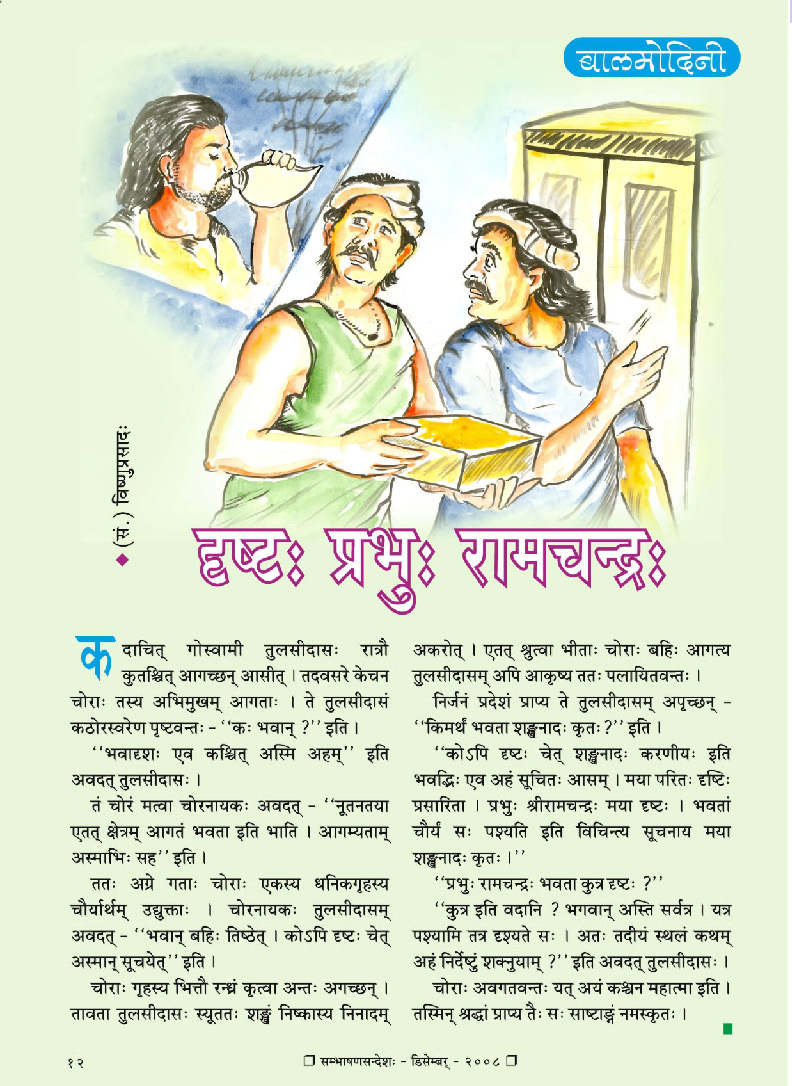 बालमोदिनी
◆ (सं.) विष्णुप्रसादः
दृष्टः प्रभुः रामचन्द्रः
कदाचित् गोस्वामी तुलसीदासः रात्रौ
कुतश्चित् आगच्छन् आसीत् । तदवसरे केचन
चोराः तस्य अभिमुखम् आगताः । ते तुलसीदासं
कठोरस्वरेण पृष्टवन्तः - ‘‘कः भवान् ?’’ इति ।
‘‘भवादृशः एव कश्चित् अस्मि अहम्’’ इति
अवदत् तुलसीदासः ।
तं चोरं मत्वा चोरनायकः अवदत् - ‘‘नूतनतया
एतत् क्षेत्रम् आगतं भवता इति भाति । आगम्यताम्
अस्माभिः सह’’ इति ।
ततः अग्रे गताः चोराः एकस्य धनिकगृहस्य
चौर्यार्थम् उद्युक्ताः । चोरनायकः तुलसीदासम्
अवदत् - ‘‘भवान् बहिः तिष्ठेत् । कोऽपि दृष्टः चेत्
अस्मान् सूचयेत्’’ इति ।
चोराः गृहस्य भित्तौ रन्ध्रं कृत्वा अन्तः अगच्छन् ।
तावता तुलसीदासः स्यूततः शङ्खं निष्कास्य निनादम्
अकरोत् । एतत् श्रुत्वा भीताः चोराः बहिः आगत्य
तुलसीदासम् अपि आकृष्य ततः पलायितवन्तः ।
निर्जनं प्रदेशं प्राप्य ते तुलसीदासम् अपृच्छन् -
‘‘किमर्थं भवता शङ्खनादः कृतः ?’’ इति ।
‘‘कोऽपि दृष्टः चेत् शङ्खनादः करणीयः इति
भवद्भिः एव अहं सूचितः आसम् । मया परितः दृष्टिः
प्रसारिता । प्रभुः श्रीरामचन्द्रः मया दृष्टः । भवतां
चौर्यं सः पश्यति इति विचिन्त्य सूचनाय मया
शङ्खनादः कृतः ।’’
‘‘प्रभुः रामचन्द्रः भवता कुत्र दृष्टः ?’’
‘‘कुत्र इति वदानि ? भगवान् अस्ति सर्वत्र । यत्र
पश्यामि तत्र दृश्यते सः । अतः तदीयं स्थलं कथम्
अहं निर्देष्टुं शक्नुयाम् ?’’ इति अवदत् तुलसीदासः ।
चोराः अवगतवन्तः यत् अयं कश्चन महात्मा इति ।
तस्मिन् श्रद्धां प्राप्य तैः सः साष्टाङ्गं नमस्कृतः ।
१२
❐ सम्भाषणसन्देशः - डिसेम्बर् - २००८ ❐